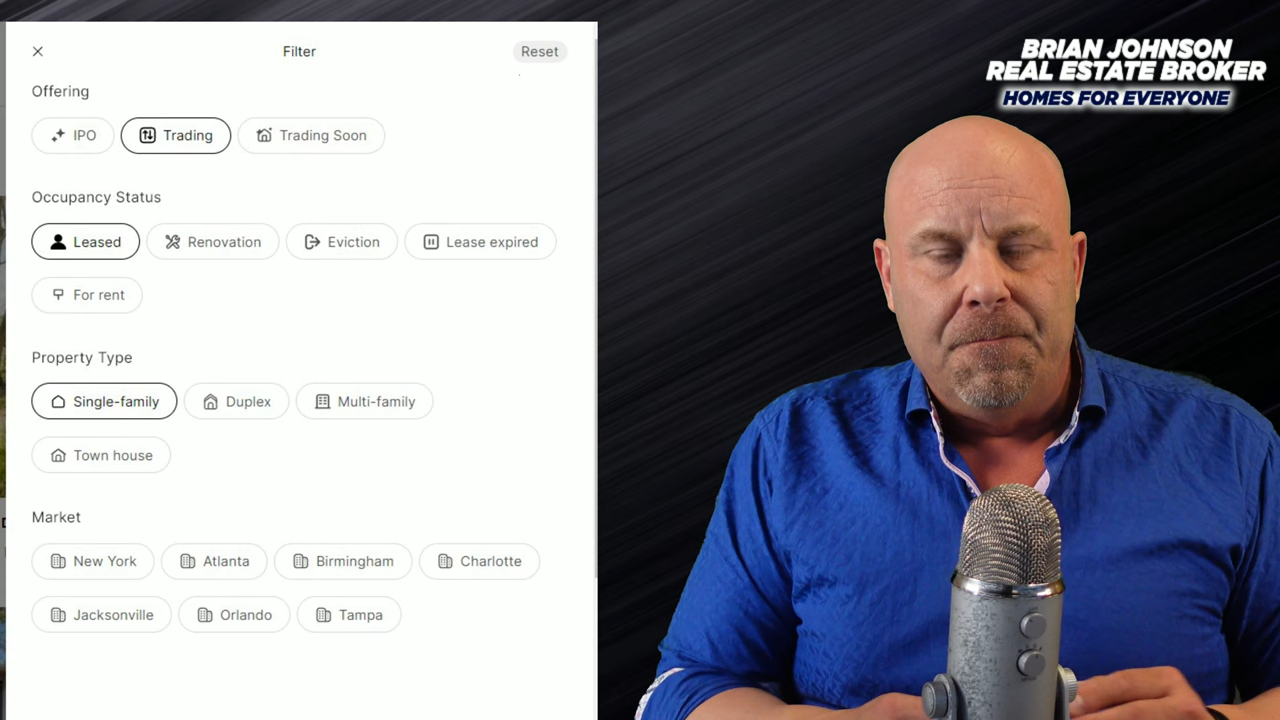 Filter
Reset
Offering
IPO
Trading
Trading Soon
Occupancy Status
Leased
Renovation
Eviction
Lease expired
For rent
Property Type
Single-family
Duplex
Multi-family
Town house
Market
New York
Atlanta
Birmingham
Charlotte
Jacksonville
Orlando
Tampa
BRIAN JOHNSON
REAL ESTATE BROKER
HOMES FOR EVERYONE